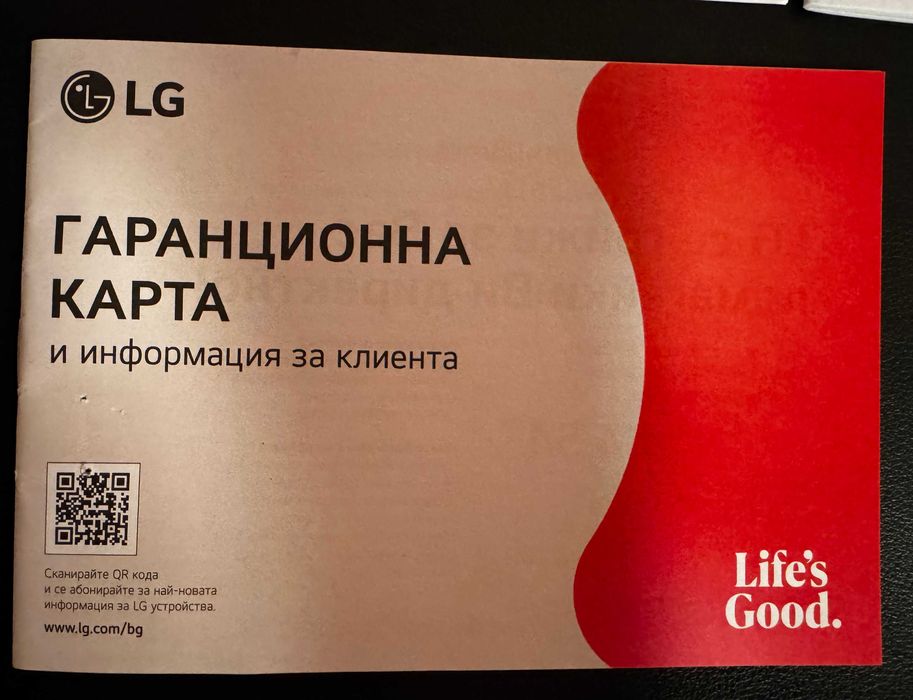 LG
ГАРАНЦИОННА
КАРТА
и информация за клиента
Сканирайте QR кода
и се абонирайте за най-новата
информация за LG устройства.
www.lg.com/bg
Life's
Good.